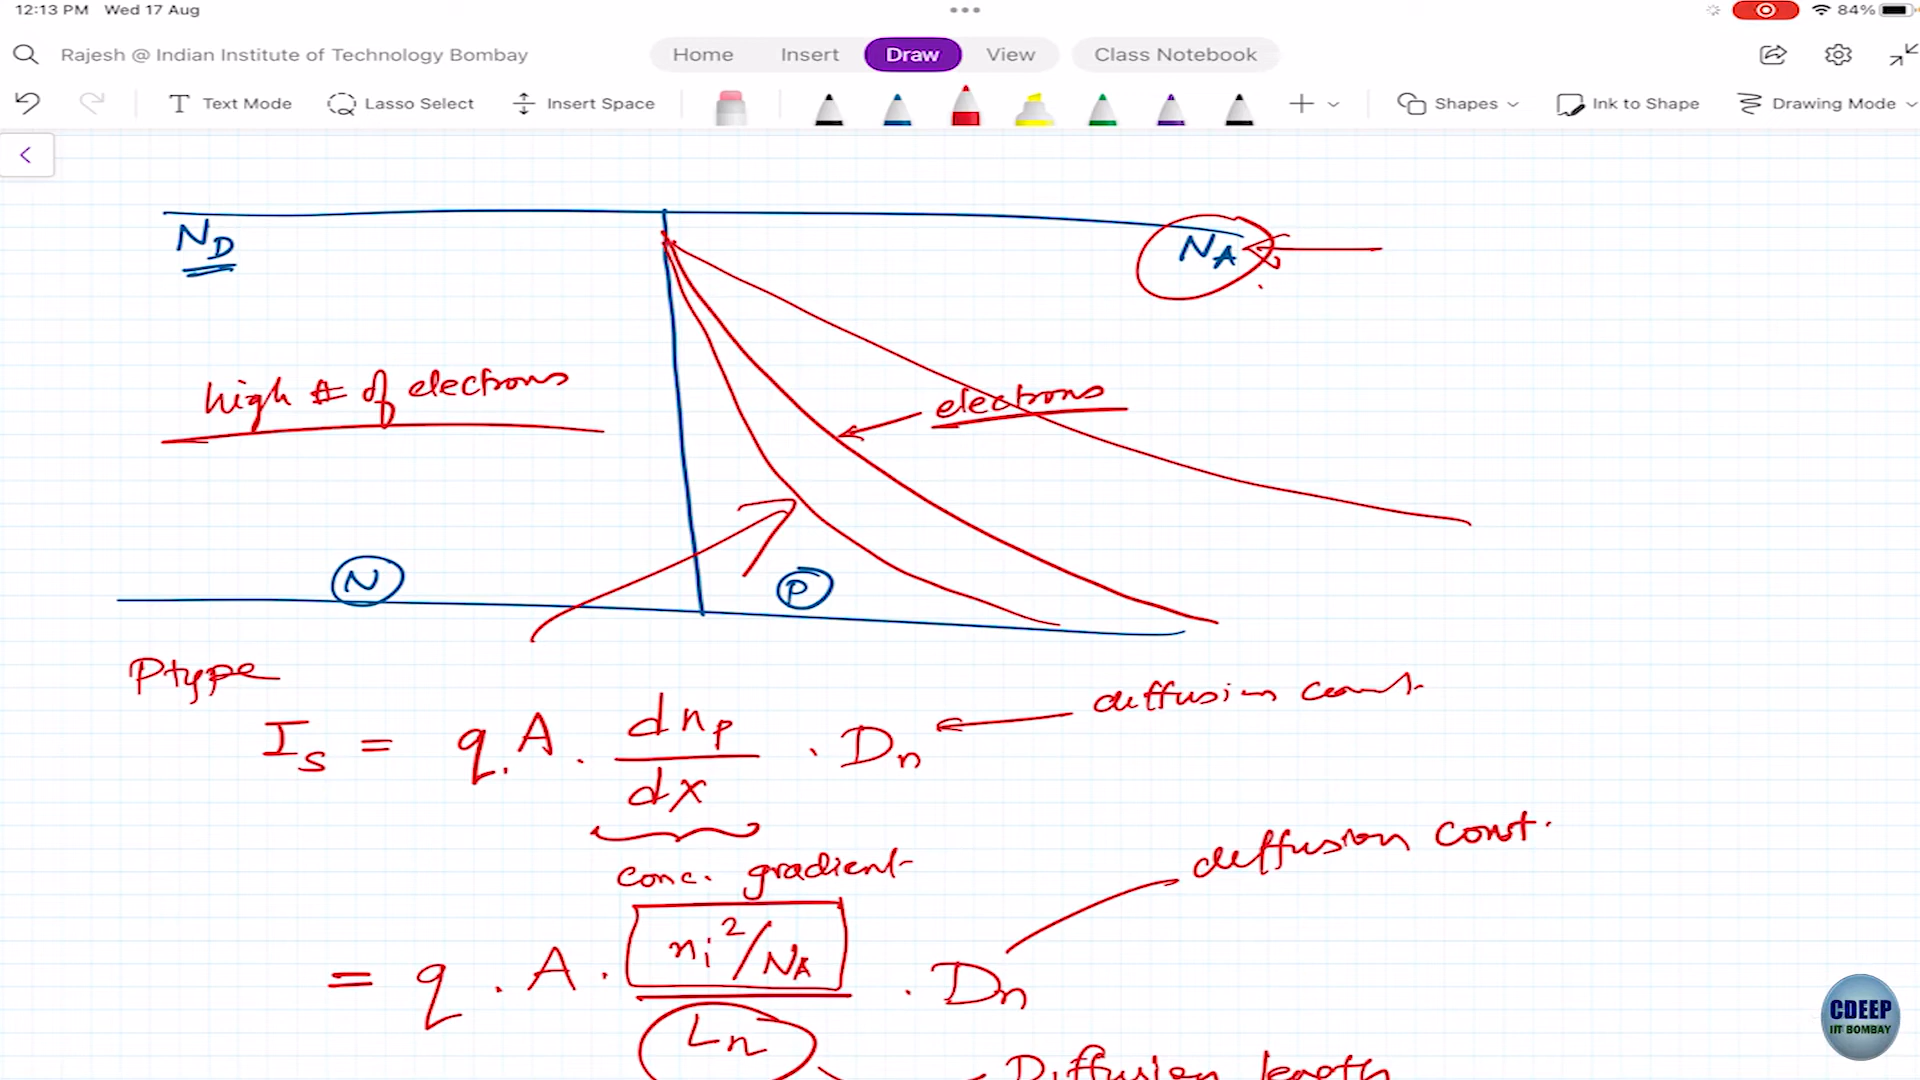 12:13 PM Wed 17 Aug
84%
Rajesh @ Indian Institute of Technology Bombay
Home Insert Draw View Class Notebook
Text Mode Lasso Select Insert Space Shapes Ink to Shape Drawing Mode
N_D
N_A
high # of electrons
electrons
N
P
Ptype
I_s = q.A. dn_p/dx . D_n
diffusion const.
conc. gradient
diffusion const.
= q . A . n_i^2/N_A / L_n . D_n
Diffusion length
CDEEP
IIT BOMBAY